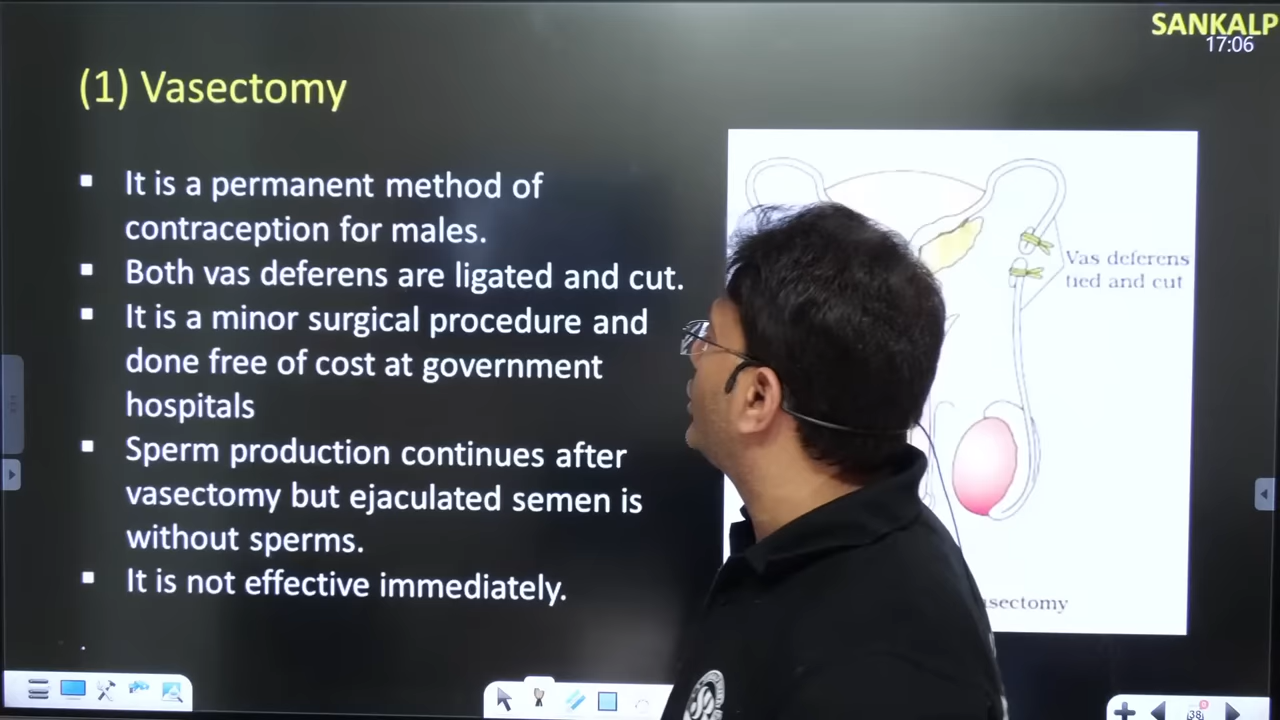 SANKALP
17:06
(1) Vasectomy
▪ It is a permanent method of
contraception for males.
▪ Both vas deferens are ligated and cut.
▪ It is a minor surgical procedure and
done free of cost at government
hospitals
▪ Sperm production continues after
vasectomy but ejaculated semen is
without sperms.
▪ It is not effective immediately.
Vas deferens
tied and cut
asectomy
38